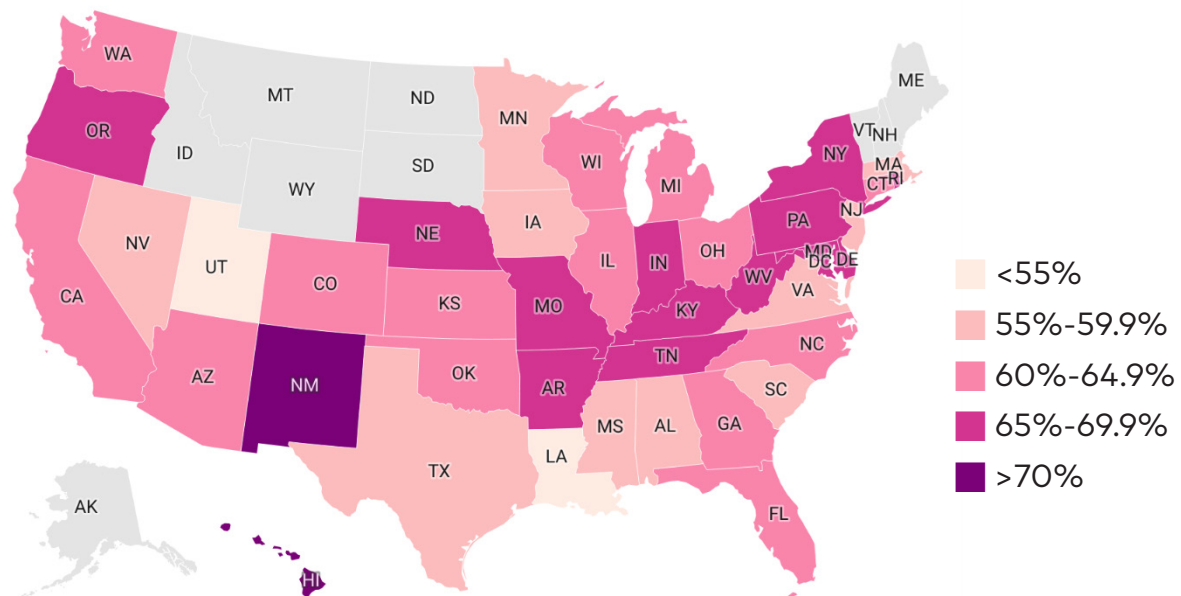 WA
MT
ND
MN
ME
OR
ID
SD
WI
VT
NH
NY
MA
CT
RI
WY
MI
NV
UT
NE
IA
IL
IN
OH
PA
NJ
MD
DC
DE
CA
CO
KS
MO
KY
WV
VA
AZ
NM
OK
AR
TN
NC
SC
TX
LA
MS
AL
GA
AK
HI
FL
<55%
55%-59.9%
60%-64.9%
65%-69.9%
>70%